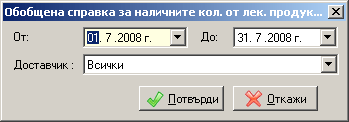 Обобщена справка за наличните кол. от лек. продук...
От: 01. 7 .2008 г. До: 31. 7 .2008 г.
Доставчик : Всички
Потвърди Откажи